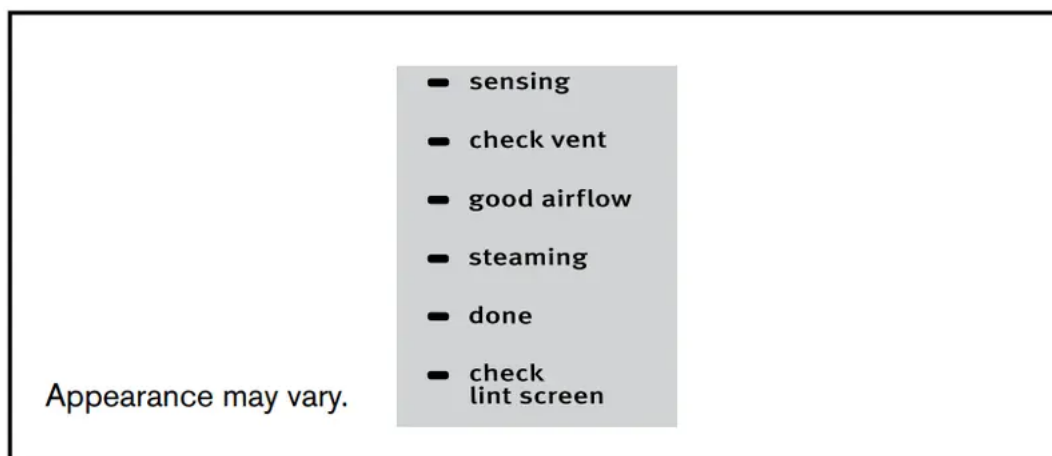 sensing
check vent
good airflow
steaming
done
check
lint screen
Appearance may vary.